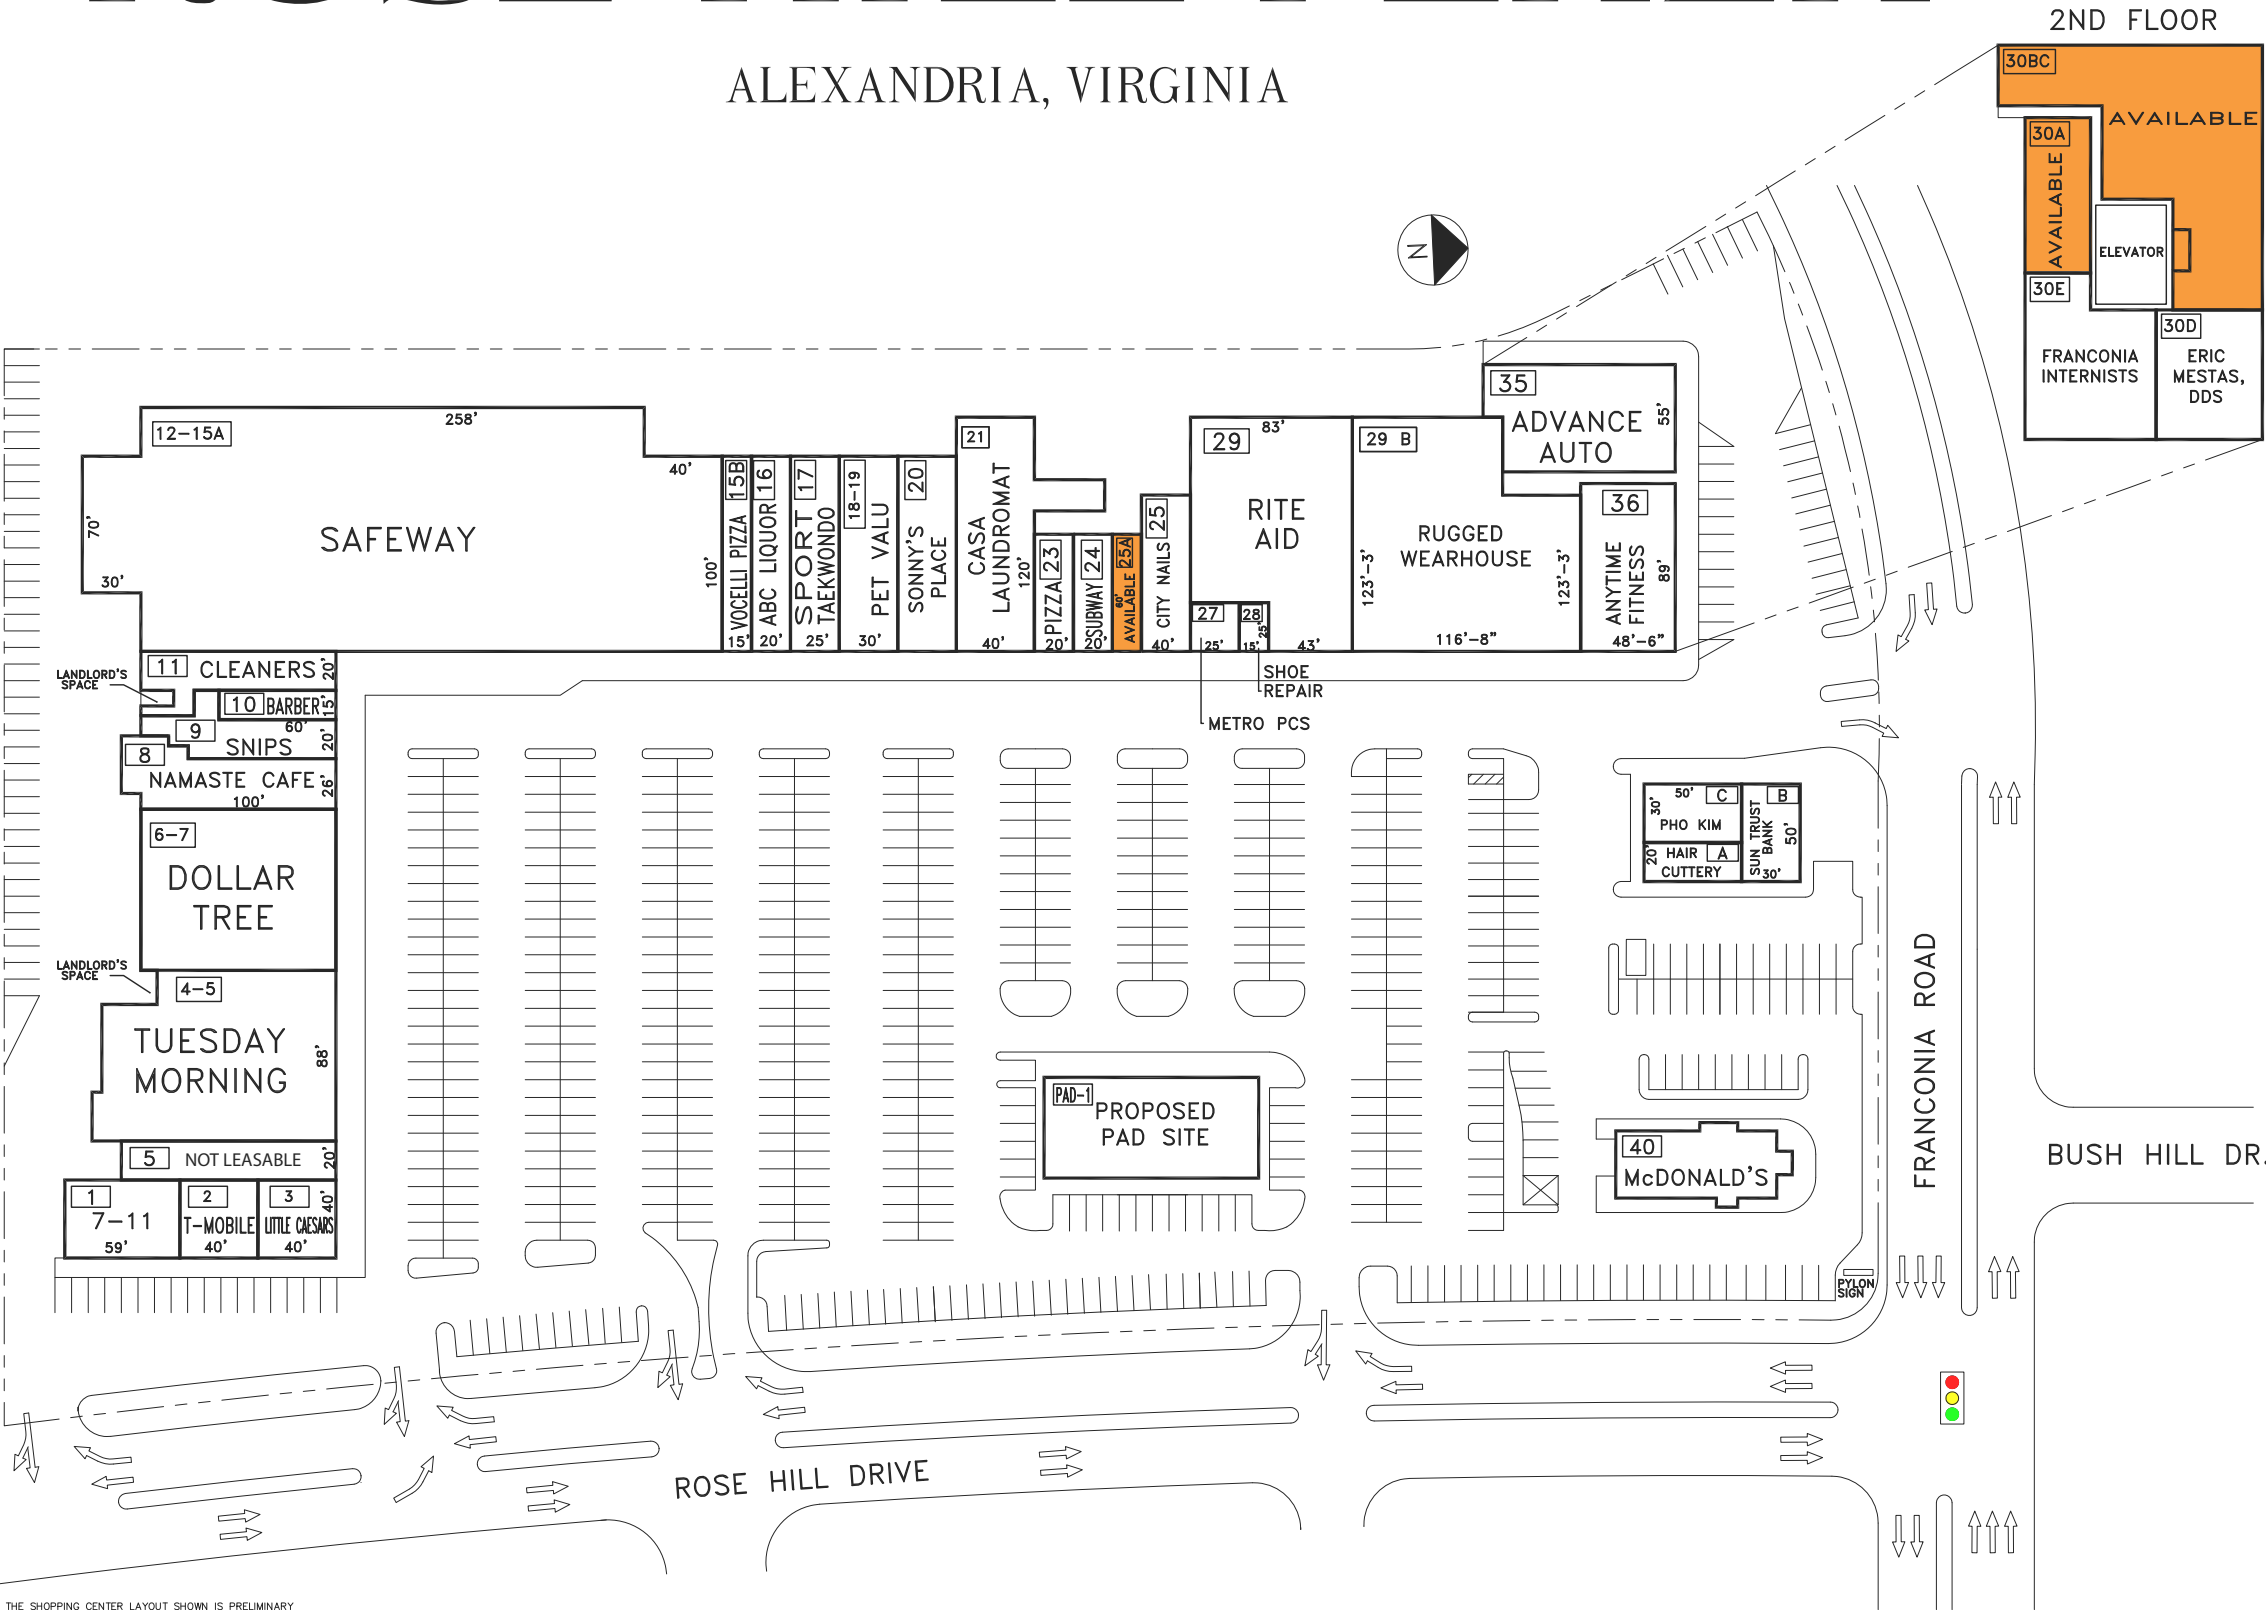 ALEXANDRIA, VIRGINIA
2ND FLOOR
30BC
AVAILABLE
30A
AVAILABLE
ELEVATOR
30E
FRANCONIA
INTERNISTS
30D
ERIC
MESTAS,
DDS
N
12-15A
258'
40'
70'
30'
SAFEWAY
100'
15B
VOCELLI PIZZA
15'
16
ABC LIQUOR
20'
17
SPORT
TAEKWONDO
25'
18-19
PET VALU
30'
20
SONNY'S
PLACE
21
CASA
LAUNDROMAT
120'
40'
23
PIZZA
20'
24
SUBWAY
20'
25A
AVAILABLE
60'
25
CITY NAILS
40'
29
83'
RITE
AID
27
25'
28
25'
15'
43'
SHOE
REPAIR
METRO PCS
29 B
RUGGED
WEARHOUSE
123'-3'
123'-3'
116'-8"
35
ADVANCE
AUTO
55'
36
ANYTIME
FITNESS
89'
48'-6"
11
CLEANERS
20'
LANDLORD'S
SPACE
10
BARBER
15'
60'
9
SNIPS
20'
8
NAMASTE CAFE
26'
100'
6-7
DOLLAR
TREE
LANDLORD'S
SPACE
4-5
TUESDAY
MORNING
88'
5
NOT LEASABLE
20'
1
7-11
59'
2
T-MOBILE
40'
3
LITTLE CAESARS
40'
40'
PAD-1
PROPOSED
PAD SITE
50'
C
30'
PHO KIM
B
SUN TRUST
BANK
50'
30'
20'
HAIR
A
CUTTERY
40
McDONALD'S
PYLON
SIGN
FRANCONIA ROAD
BUSH HILL DR.
ROSE HILL DRIVE
THE SHOPPING CENTER LAYOUT SHOWN IS PRELIMINARY